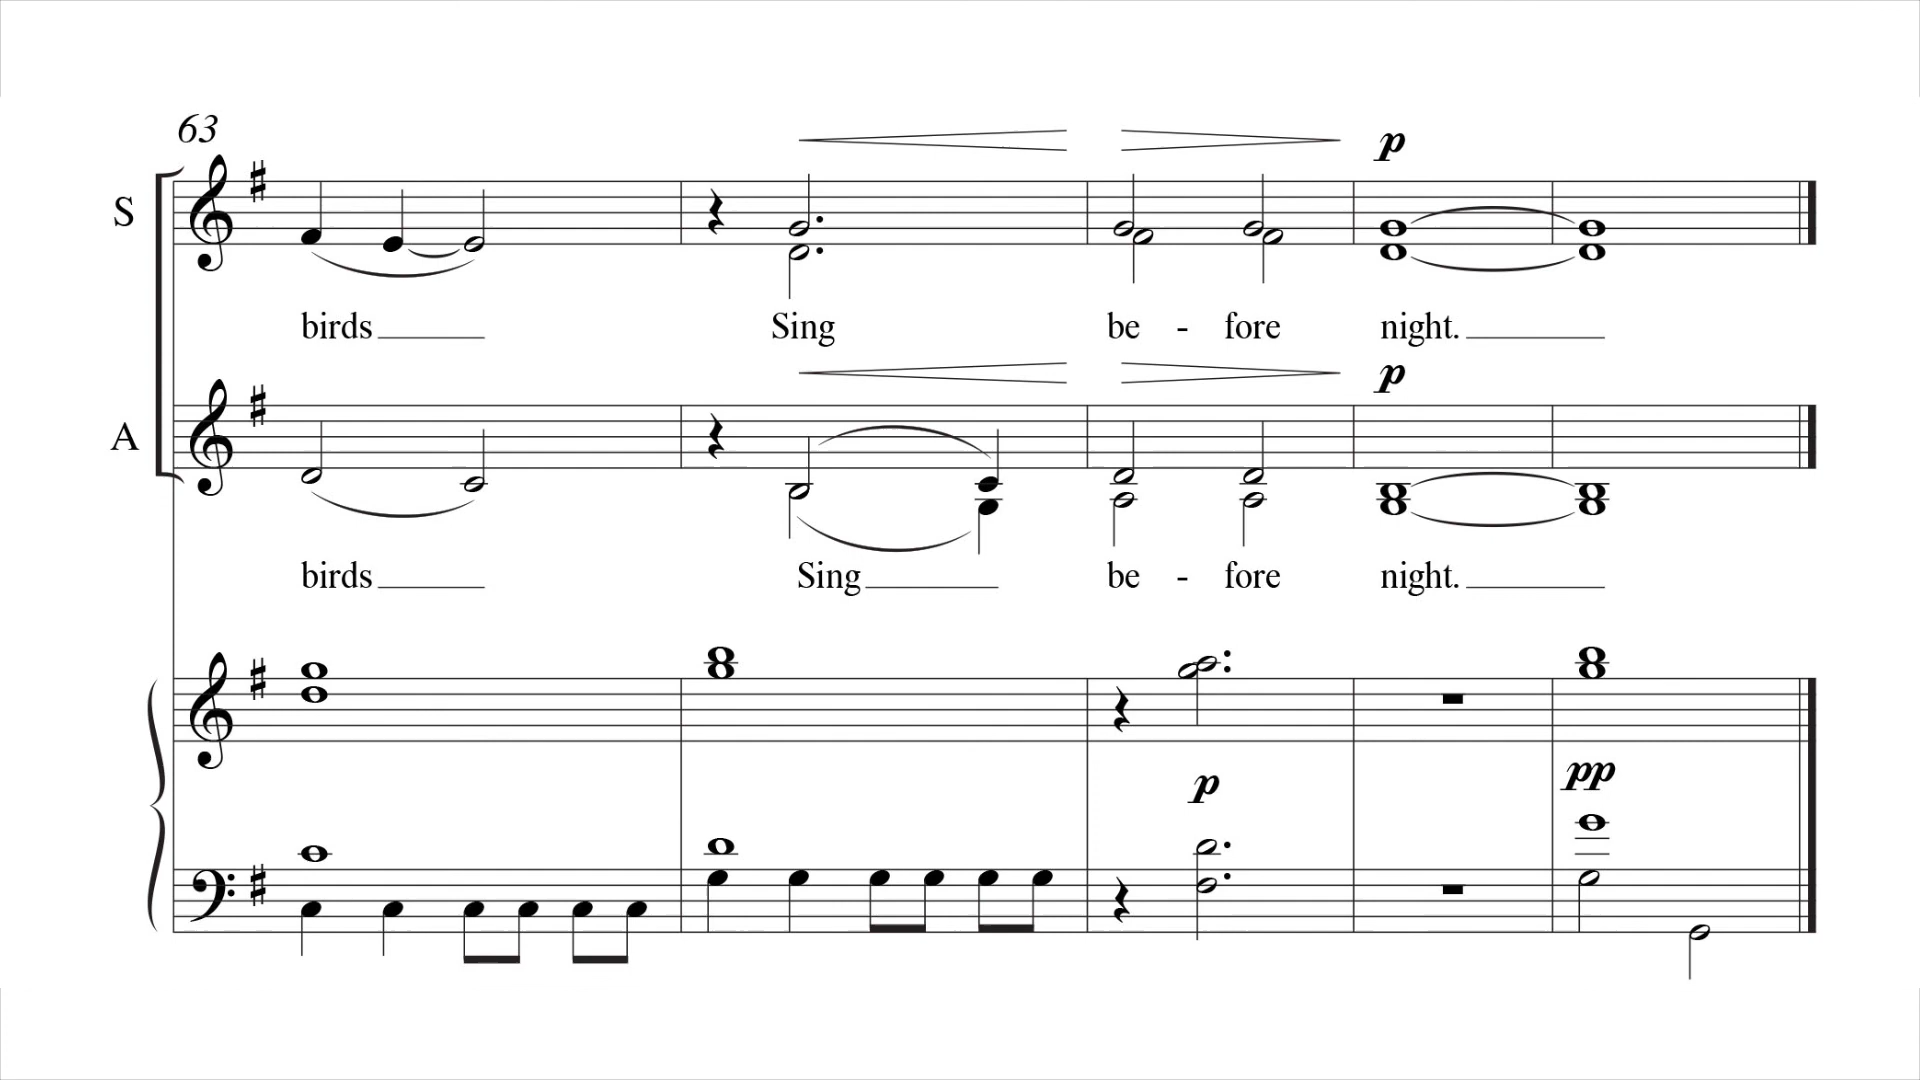 63
p
S
birds Sing be - fore night.
p
A
birds Sing be - fore night.
p pp